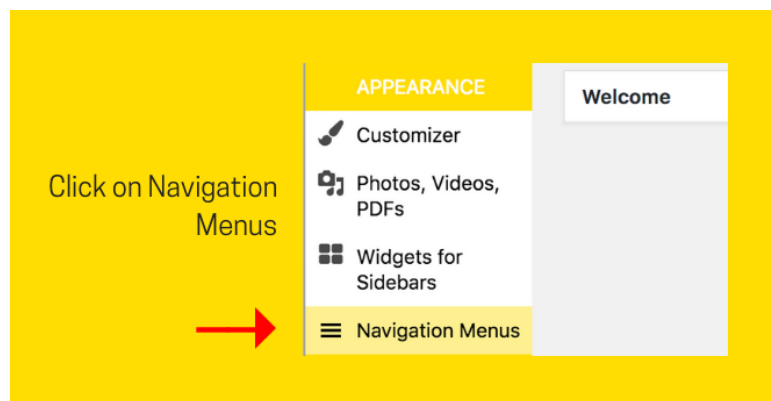 Click on Navigation
Menus
APPEARANCE
Customizer
Photos, Videos,
PDFs
Widgets for
Sidebars
Navigation Menus
Welcome